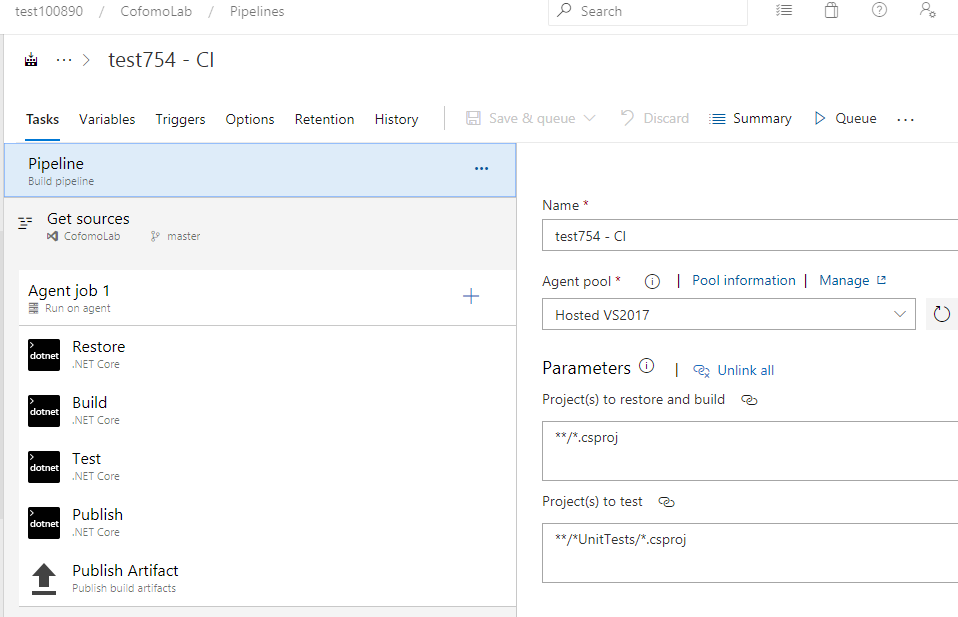 test100890 / CofomoLab / Pipelines
Search
··· > test754 - CI
Tasks Variables Triggers Options Retention History
Save & queue Discard Summary Queue ...
Pipeline
Build pipeline
...
Get sources
CofomoLab master
Agent job 1
Run on agent
+
dotnet
Restore
.NET Core
dotnet
Build
.NET Core
dotnet
Test
.NET Core
dotnet
Publish
.NET Core
Publish Artifact
Publish build artifacts
Name *
test754 - CI
Agent pool * | Pool information | Manage
Hosted VS2017
Parameters | Unlink all
Project(s) to restore and build
**/*.csproj
Project(s) to test
**/*UnitTests/*.csproj